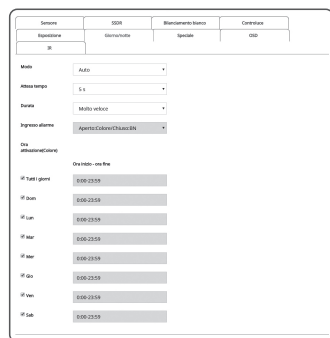 Sensore SSDR Bilanciamento bianco Controluce
Esposizione Giorno/notte Speciale OSD
IR
Modo Auto
Attesa tempo 5 s
Durata Molto veloce
Ingresso allarme Aperto:Colore/Chiuso:BN
Ora
attivazione(Colore)
Ora inizio - ora fine
Tutti i giorni 0:00-23:59
Dom 0:00-23:59
Lun 0:00-23:59
Mar 0:00-23:59
Mer 0:00-23:59
Gio 0:00-23:59
Ven 0:00-23:59
Sab 0:00-23:59